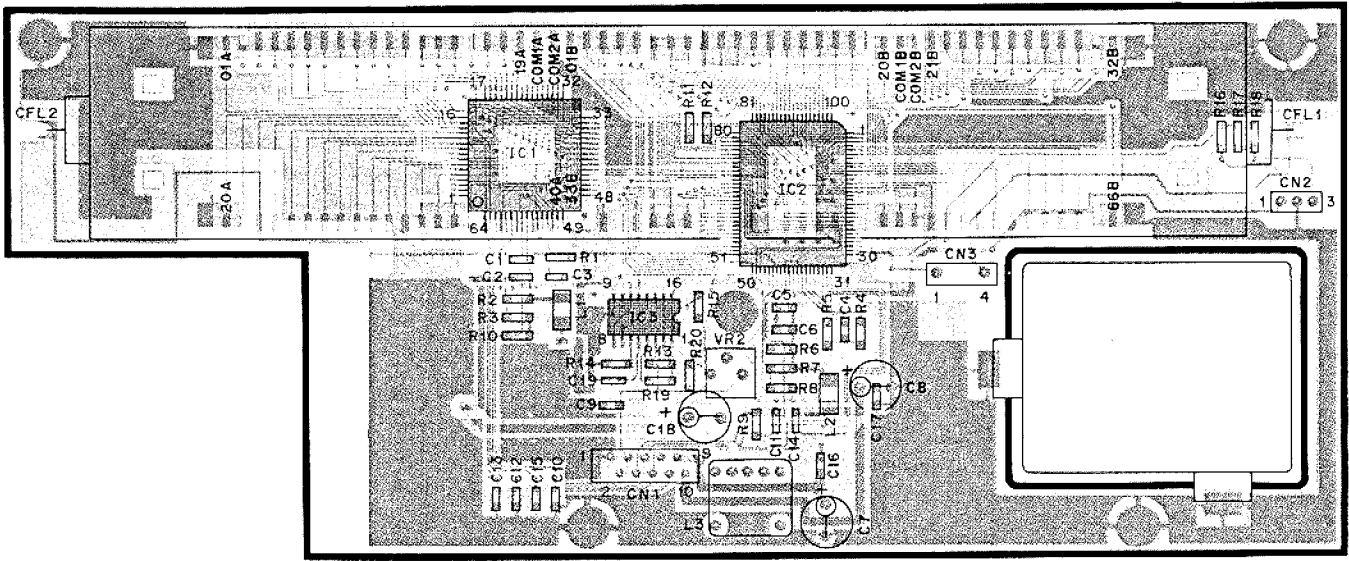 19A
COM1A
COM2A
01B
20B
COM1B
COM2B
21B
32B
01A
17
32
16
33
R11
R12
81
100
80
1
R16
R17
R18
CFL2
CFL1
IC1
IC2
20A
1
40A
33B
48
66B
CN2
1
3
64
49
51
30
50
31
C1
R1
C2
C3
R2
L1
R3
R10
9
16
IC3
8
1
R15
CN3
1
4
C5
C6
R6
R7
R8
R5
C4
R4
R14
R13
R20
VR2
C19
R19
C9
+
C18
+
C8
C17
R9
C11
C14
L2
1
9
2
CN1
10
C13
C12
C15
C10
L3
C16
+
C7